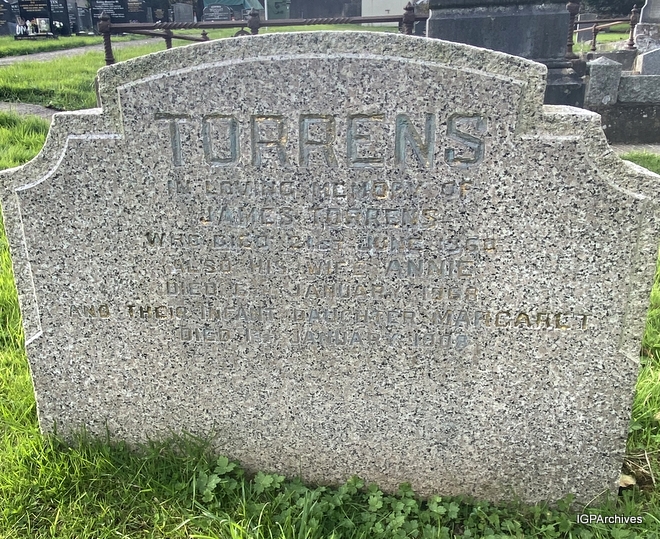 TORRENS
IN LOVING MEMORY OF
JAMES TORRENS
WHO DIED JUNE
ALSO HIS WIFE ANNIE
DIED JANUARY
AND THEIR INFANT DAUGHTER MARGARET
DIED JANUARY
IGPArchives